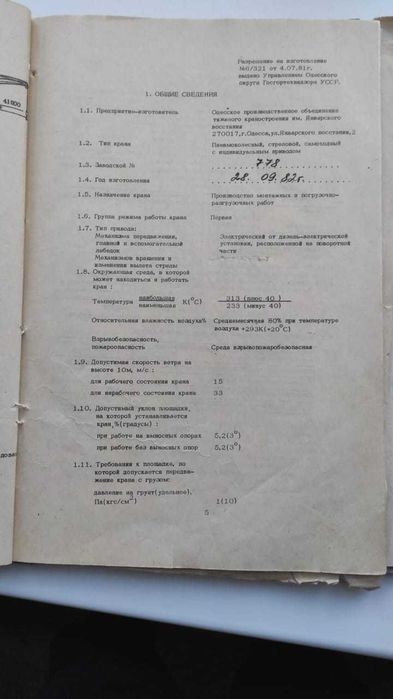 41800
Разрешение на изготовление
№6/321 от 4.07.81г.
выдано Управлением Одесского
округа Госгортехнадзора УССР.
1. ОБЩИЕ СВЕДЕНИЯ
1.1. Предприятие-изготовитель Одесское производственное объединение
тяжелого краностроения им. Январского
восстания
270017,г.Одесса,ул.Январского восстания,2
1.2. Тип крана Пневмоколесный, стреловой, самоходный
с индивидуальным приводом
1.3. Заводской № 778
1.4. Год изготовления 28. 09. 82г.
1.5. Назначение крана Производство монтажных и погрузочно-
разгрузочных работ
1.6. Группа режима работы крана Первая
1.7. Тип привода:
Механизма передвижения, Электрический от дизель-электрической
главной и вспомогательной установки, расположенной на поворотной
лебедок части
Механизмов вращения и
изменения вылета стрелы
1.8. Окружающая среда, в которой
может находиться и работать
кран :
Температура наибольшая К(°С) 313 (плюс 40 )
наименьшая 233 (минус 40)
Относительная влажность воздуха% Среднемесячная 80% при температуре
воздуха +293К(+20°С)
Взрывобезопасность,
пожароопасность Среда взрывопожаробезопасная
1.9. Допустимая скорость ветра на
высоте 10м, м/с :
для рабочего состояния крана 15
для нерабочего состояния крана 33
1.10. Допустимый уклон площадки,
на которой устанавливается
кран,%(градусы) :
при работе на выносных опорах 5,2(3°)
при работе без выносных опор 5,2(3°)
1.11. Требования к площадке, по
которой допускается передви-
жение крана с грузом:
давление на грунт(удельное),
Па(кгс/см²) 1(10)
5